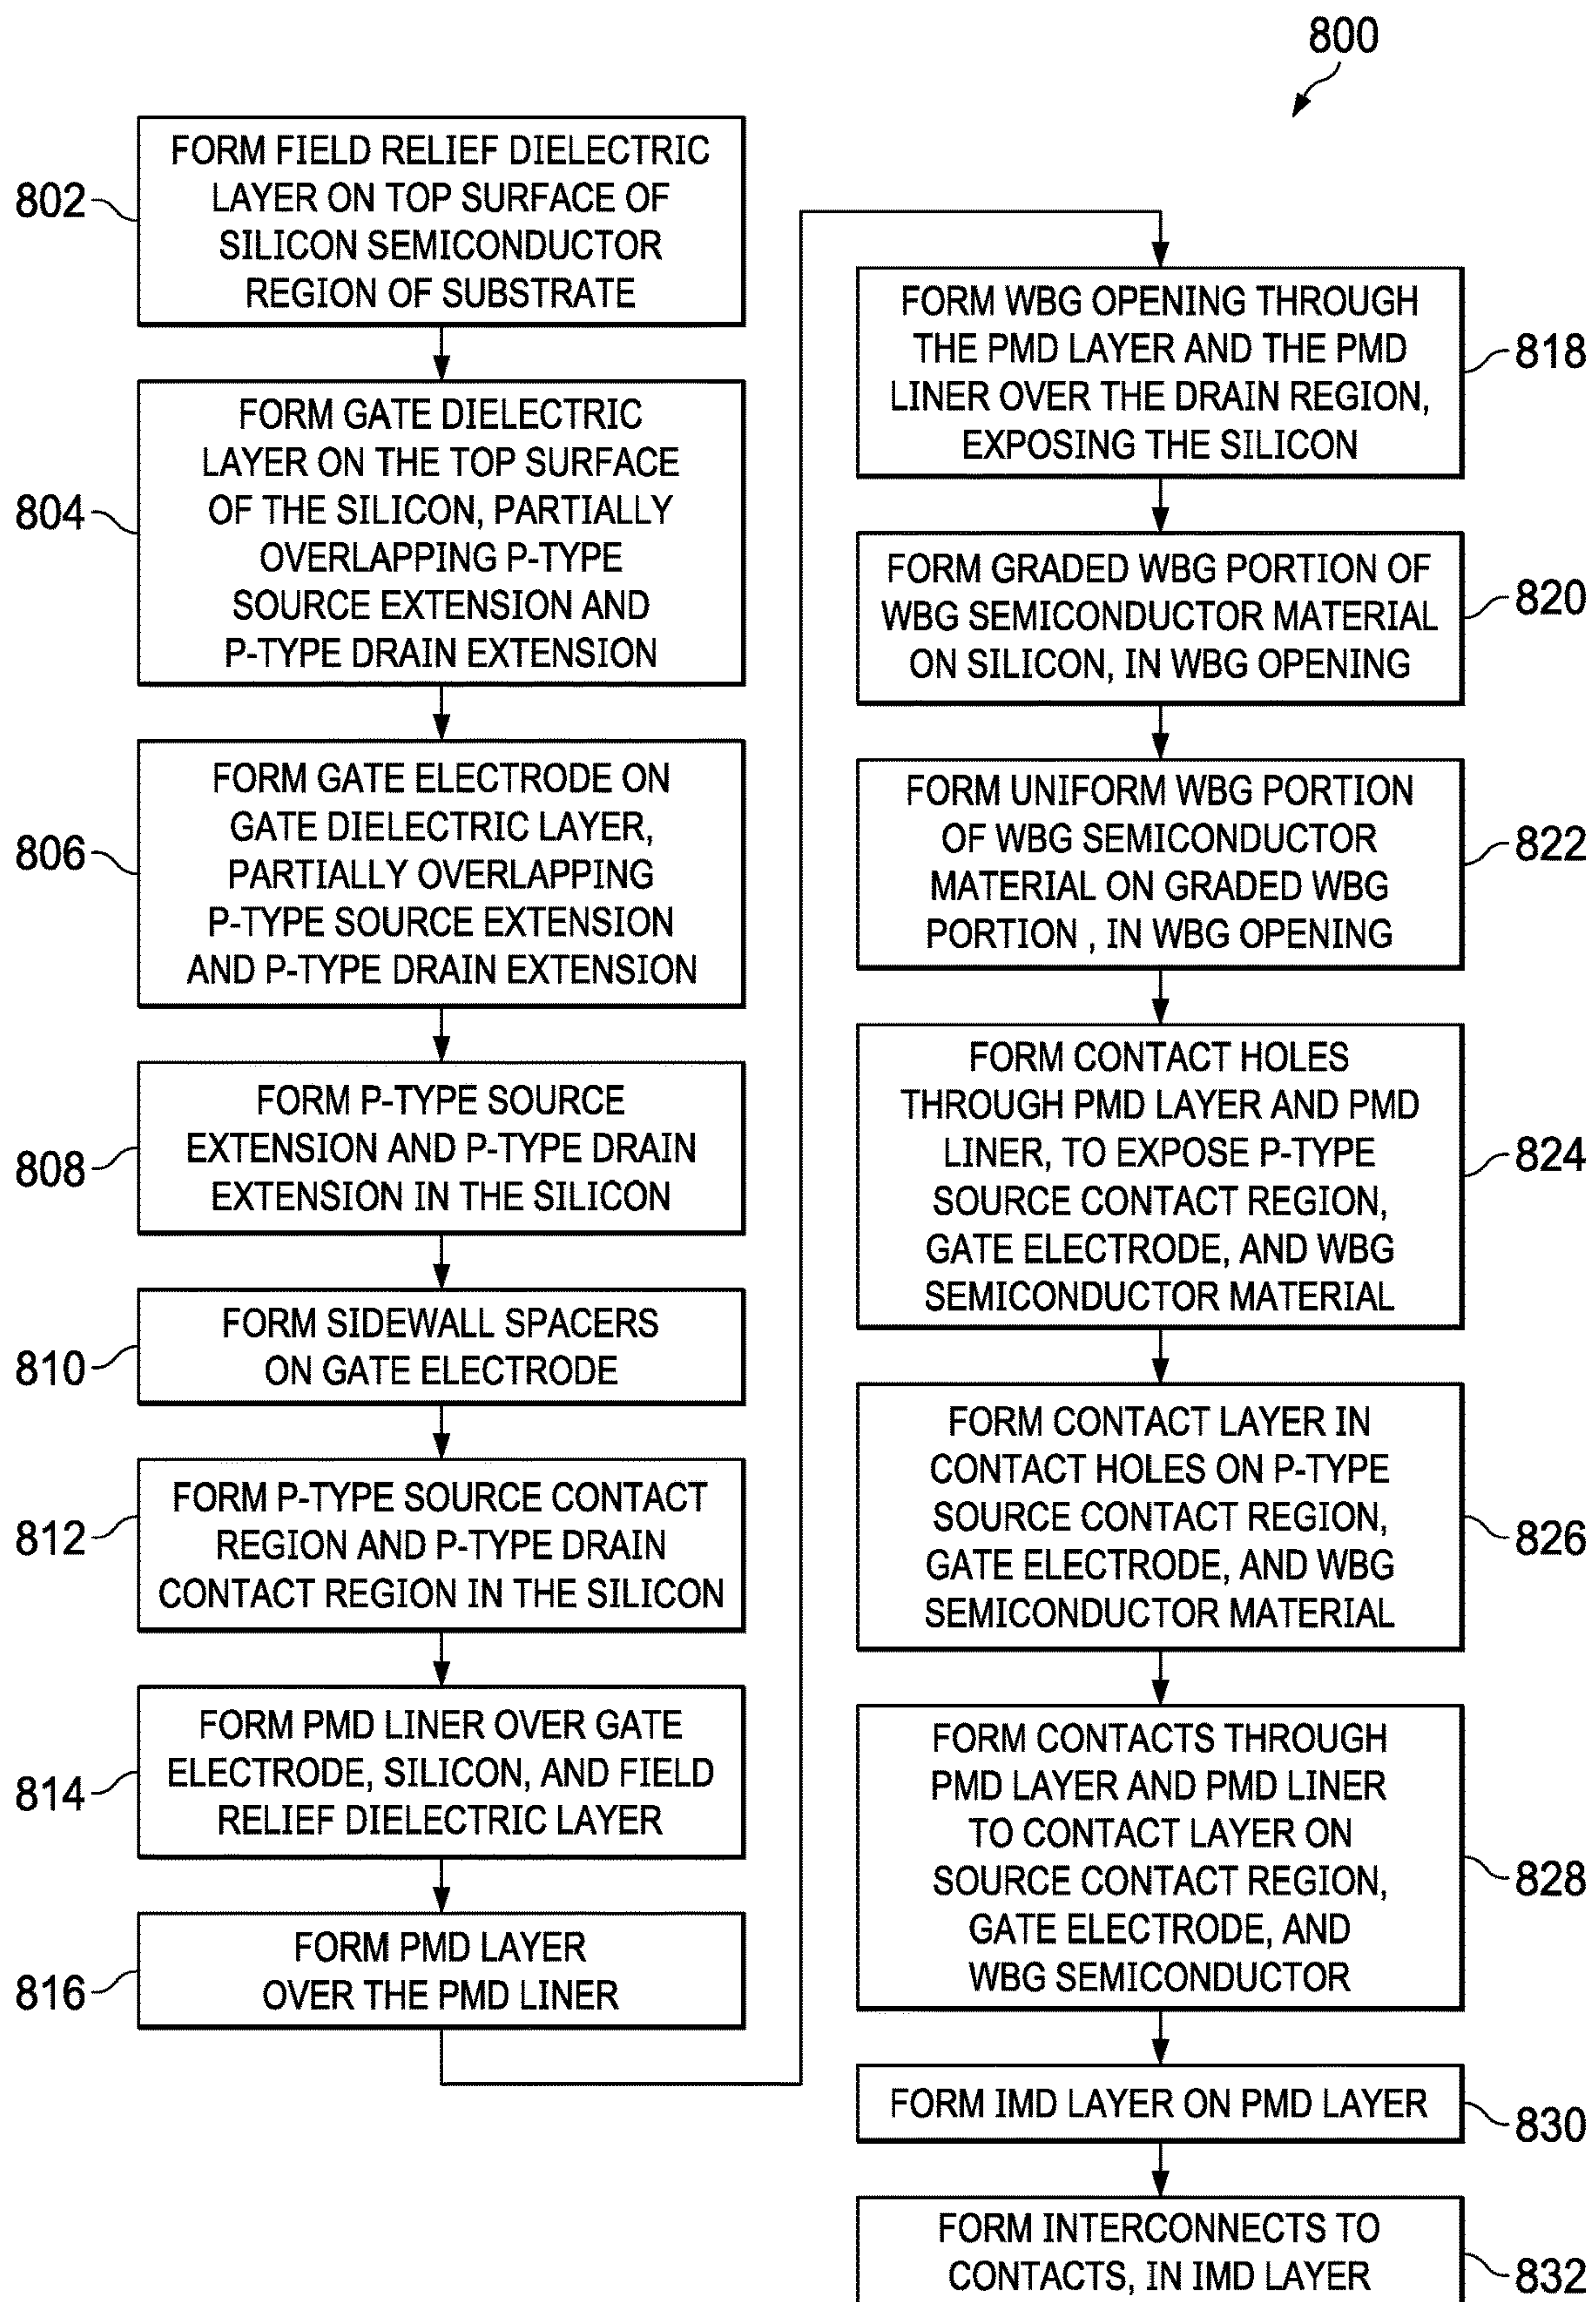 800
802
FORM FIELD RELIEF DIELECTRIC
LAYER ON TOP SURFACE OF
SILICON SEMICONDUCTOR
REGION OF SUBSTRATE
804
FORM GATE DIELECTRIC
LAYER ON THE TOP SURFACE
OF THE SILICON, PARTIALLY
OVERLAPPING P-TYPE
SOURCE EXTENSION AND
P-TYPE DRAIN EXTENSION
806
FORM GATE ELECTRODE ON
GATE DIELECTRIC LAYER,
PARTIALLY OVERLAPPING
P-TYPE SOURCE EXTENSION
AND P-TYPE DRAIN EXTENSION
808
FORM P-TYPE SOURCE
EXTENSION AND P-TYPE DRAIN
EXTENSION IN THE SILICON
810
FORM SIDEWALL SPACERS
ON GATE ELECTRODE
812
FORM P-TYPE SOURCE CONTACT
REGION AND P-TYPE DRAIN
CONTACT REGION IN THE SILICON
814
FORM PMD LINER OVER GATE
ELECTRODE, SILICON, AND FIELD
RELIEF DIELECTRIC LAYER
816
FORM PMD LAYER
OVER THE PMD LINER
FORM WBG OPENING THROUGH
THE PMD LAYER AND THE PMD
LINER OVER THE DRAIN REGION,
EXPOSING THE SILICON
818
FORM GRADED WBG PORTION OF
WBG SEMICONDUCTOR MATERIAL
ON SILICON, IN WBG OPENING
820
FORM UNIFORM WBG PORTION
OF WBG SEMICONDUCTOR
MATERIAL ON GRADED WBG
PORTION , IN WBG OPENING
822
FORM CONTACT HOLES
THROUGH PMD LAYER AND PMD
LINER, TO EXPOSE P-TYPE
SOURCE CONTACT REGION,
GATE ELECTRODE, AND WBG
SEMICONDUCTOR MATERIAL
824
FORM CONTACT LAYER IN
CONTACT HOLES ON P-TYPE
SOURCE CONTACT REGION,
GATE ELECTRODE, AND WBG
SEMICONDUCTOR MATERIAL
826
FORM CONTACTS THROUGH
PMD LAYER AND PMD LINER
TO CONTACT LAYER ON
SOURCE CONTACT REGION,
GATE ELECTRODE, AND
WBG SEMICONDUCTOR
828
FORM IMD LAYER ON PMD LAYER
830
FORM INTERCONNECTS TO
CONTACTS, IN IMD LAYER
832